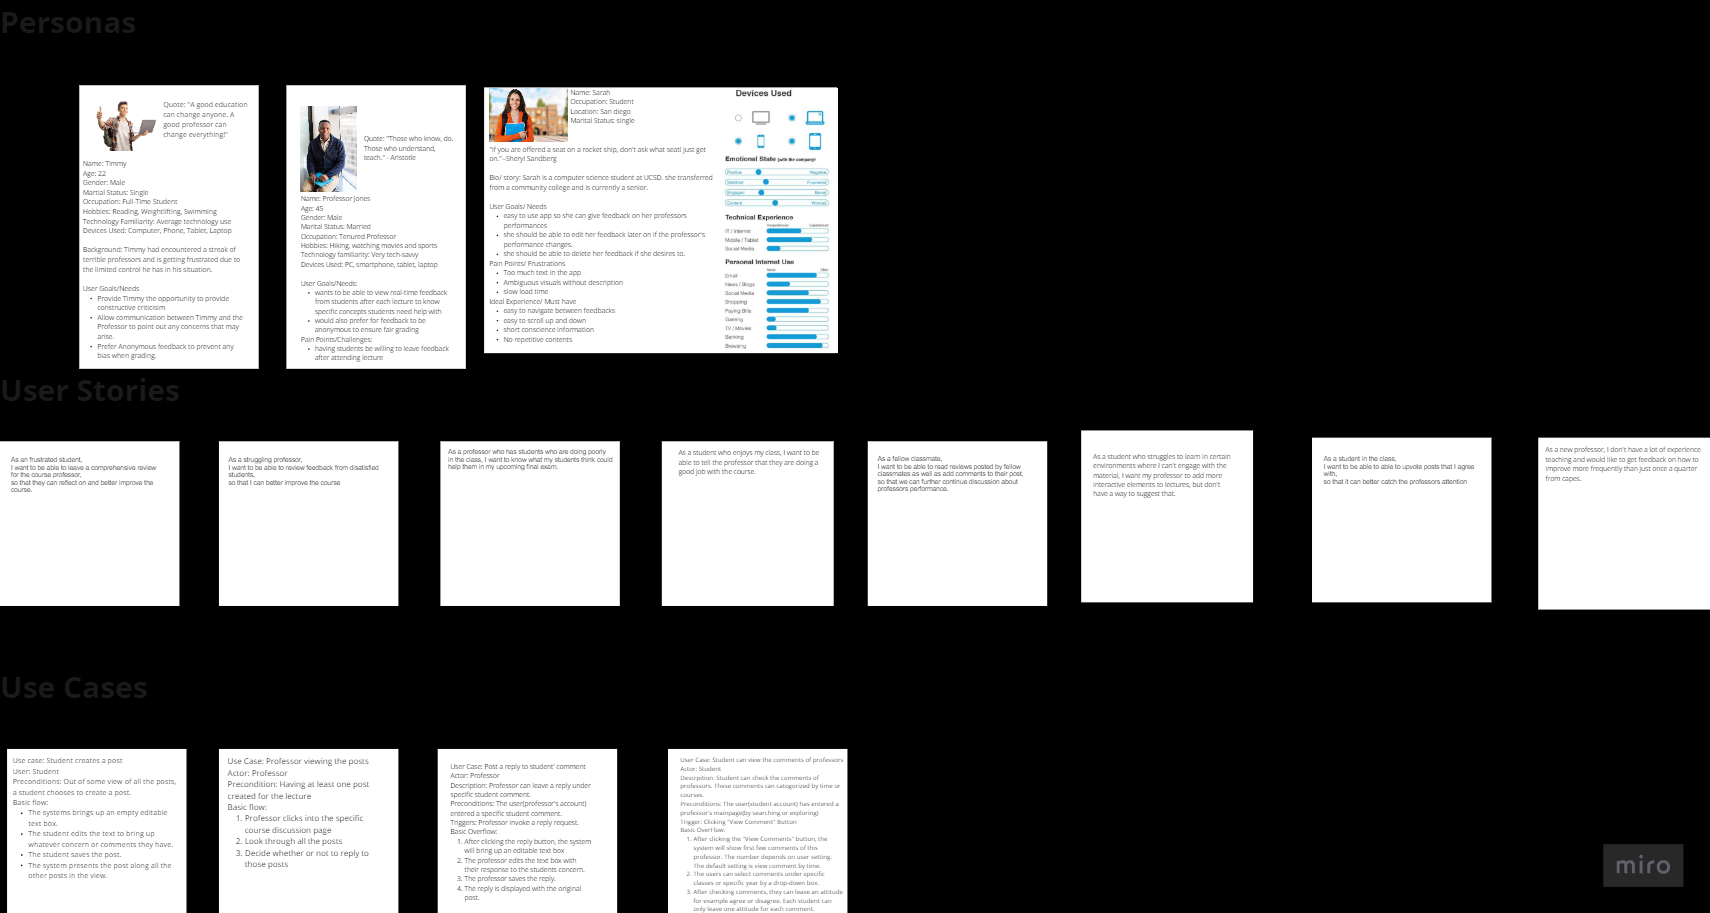 Personas
Quote: "A good education
can change anyone. A
good professor can
change everything!"
Name: Timmy
Age: 22
Gender: Male
Martial Status: Single
Occupation: Full-Time Student
Hobbies: Reading, Weightlifting, Swimming
Technology Familiarity: Average technology use
Devices Used: Computer, Phone, Tablet, Laptop
Background: Timmy had encountered a streak of
terrible professors and is getting frustrated due to
the limited control he has in his situation.
User Goals/Needs
• Provide Timmy the opportunity to provide
constructive criticisim
• Allow communication between Timmy and the
Professor to point out any concerns that may
arise.
• Prefer Anonymous feedback to prevent any
bias when grading.
Quote: "Those who know, do.
Those who understand,
teach." - Aristotle
Name: Professor Jones
Age: 45
Gender: Male
Marital Status: Married
Occupation: Tenured Professor
Hobbies: Hiking, watching movies and sports
Technology familiarity: Very tech-savvy
Devices Used: PC, smartphone, tablet, laptop
User Goals/Needs:
• wants to be able to view real-time feedback
from students after each lecture to know
specific concepts students need help with
• would also prefer for feedback to be
anonymous to ensure fair grading
Pain Points/Challenges:
• having students be willing to leave feedback
after attending lecture
Name: Sarah
Occupation: Student
Location: San diego
Marital Status: single
"If you are offered a seat on a rocket ship, don't ask what seat! just get
on."--Sheryl Sandberg
Bio/ story: Sarah is a computer science student at UCSD. she transferred
from a community college and is currently a senior.
User Goals/ Needs
• easy to use app so she can give feedback on her professors
performances
• she should be able to edit her feedback later on if the professor's
performance changes.
• she should be able to delete her feedback if she desires to.
Pain Points/ Frustrations
• Too much text in the app
• Ambiguous visuals without description
• slow load time
Ideal Experience/ Must have
• easy to navigate between feedbacks
• easy to scroll up and down
• short conscience information
• No repetitive contents
Devices Used
Emotional State (with the company)
Positive Negative
Satisfied Frustrated
Engaged Bored
Content Worried
Technical Experience
Inexperienced Experienced
IT / Internet
Mobile / Tablet
Social Media
Personal Internet Use
Never Often
Email
News / Blogs
Social Media
Shopping
Paying Bills
Gaming
TV / Movies
Banking
Browsing
User Stories
As an frustrated student,
I want to be able to leave a comprehensive review
for the course professor,
so that they can reflect on and better improve the
course.
As a struggling professor,
I want to be able to review feedback from disatisfied
students,
so that I can better improve the course
As a professor who has students who are doing poorly
in the class, I want to know what my students think could
help them in my upcoming final exam.
As a student who enjoys my class, I want to be
able to tell the professor that they are doing a
good job with the course.
As a fellow classmate,
I want to be able to read reviews posted by fellow
classmates as well as add comments to their post,
so that we can further continue discussion about
professors performance.
As a student who struggles to learn in certain
environments where I can't engage with the
material, I want my professor to add more
interactive elements to lectures, but don't
have a way to suggest that.
As a student in the class,
I want to be able to able to upvote posts that I agree
with,
so that it can better catch the professors attention
As a new professor, I don't have a lot of experience
teaching and would like to get feedback on how to
improve more frequently than just once a quarter
from capes.
Use Cases
Use case: Student creates a post
User: Student
Preconditions: Out of some view of all the posts,
a student chooses to create a post.
Basic flow:
• The systems brings up an empty editable
text box.
• The student edits the text to bring up
whatever concern or comments they have.
• The student saves the post.
• The system presents the post along all the
other posts in the view.
Use Case: Professor viewing the posts
Actor: Professor
Precondition: Having at least one post
created for the lecture
Basic flow:
1. Professor clicks into the specific
course discussion page
2. Look through all the posts
3. Decide whether or not to reply to
those posts
User Case: Post a reply to student' comment
Actor: Professor
Description: Professor can leave a reply under
specific student comment.
Preconditions: The user(professor's account)
entered a specific student comment.
Triggers: Professor invoke a reply request.
Basic Overflow:
1. After clicking the reply button, the system
will bring up an editable text box
2. The professor edits the text box with
their response to the students concern.
3. The professor saves the reply.
4. The reply is displayed with the original
post.
User Case: Student can view the comments of professors
Actor: Student
Descrpition: Student can check the comments of
professors. These comments can catogorized by time or
courses.
Preconditions: The user(student account) has entered a
professor's mainpage(by searching or exploring)
Trigger: Clicking "View Comment" Button
Basic OverFlow:
1. After clicking the "View Comments" button, the
system will show first few comments of this
professor. The number depends on user setting.
The default setting is view comment by time.
2. The users can select comments under specific
classes or specific year by a drop-down box.
3. After checking comments, they can leave an attitude
for example agree or disagree. Each student can
only leave one attitude for each comment.
miro